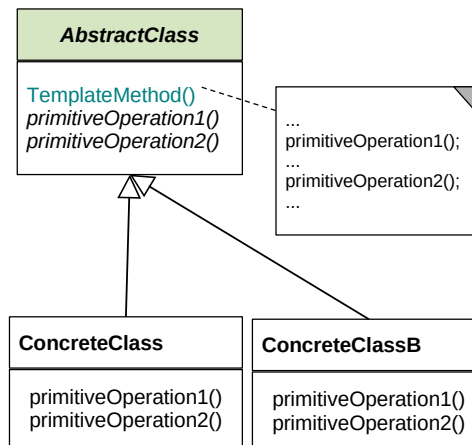 AbstractClass
TemplateMethod()
primitiveOperation1()
primitiveOperation2()
...
primitiveOperation1();
...
primitiveOperation2();
...
ConcreteClass
primitiveOperation1()
primitiveOperation2()
ConcreteClassB
primitiveOperation1()
primitiveOperation2()